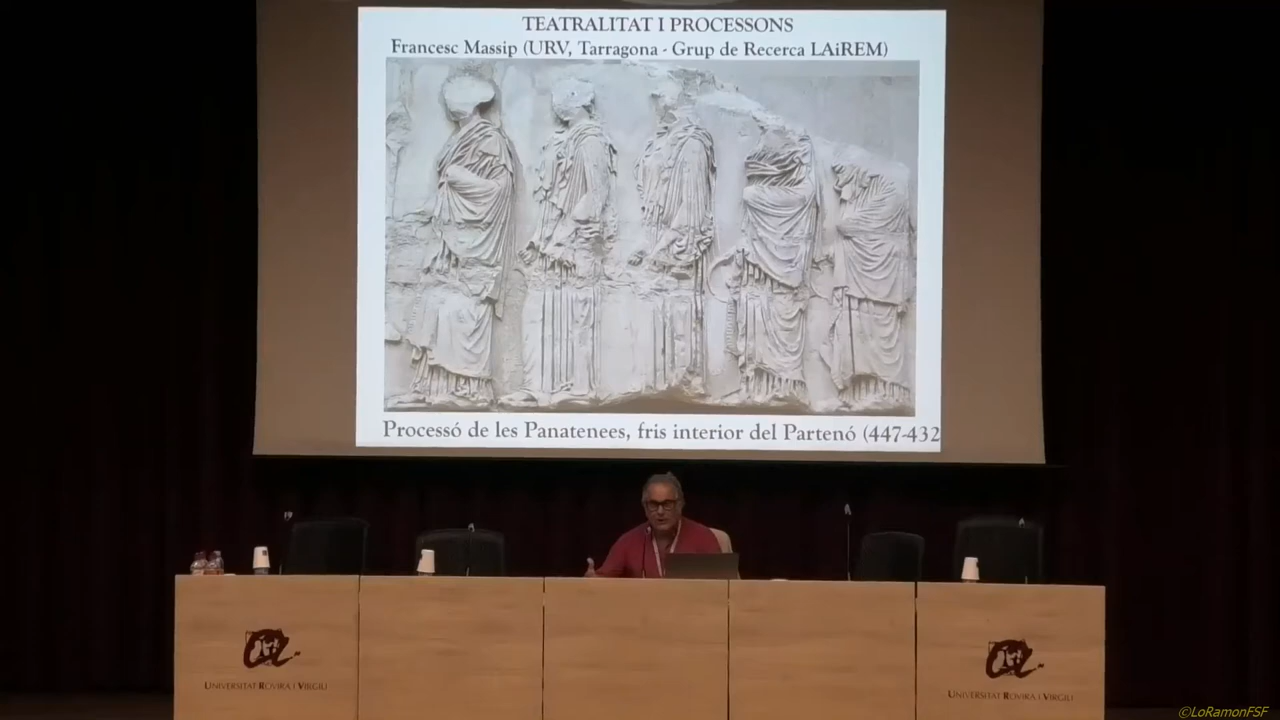 TEATRALITAT I PROCESSONS
Francesc Massip (URV, Tarragona - Grup de Recerca LAiREM)
Processó de les Panatenees, fris interior del Partenó (447-432
UNIVERSITAT ROVIRA I VIRGILI
UNIVERSITAT ROVIRA I VIRGILI
©LoRamonFSF